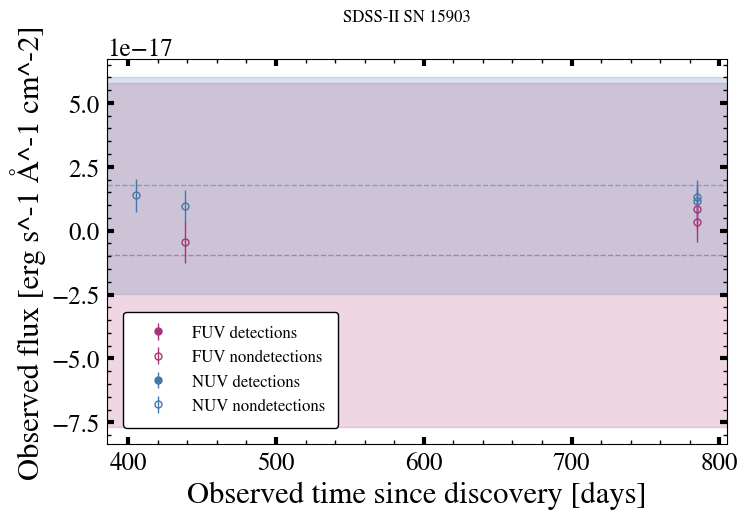 SDSS-II SN 15903
1e−17
Observed flux [erg s^-1 Å^-1 cm^-2]
5.0
2.5
0.0
−2.5
−5.0
−7.5
FUV detections
FUV nondetections
NUV detections
NUV nondetections
400 500 600 700 800
Observed time since discovery [days]